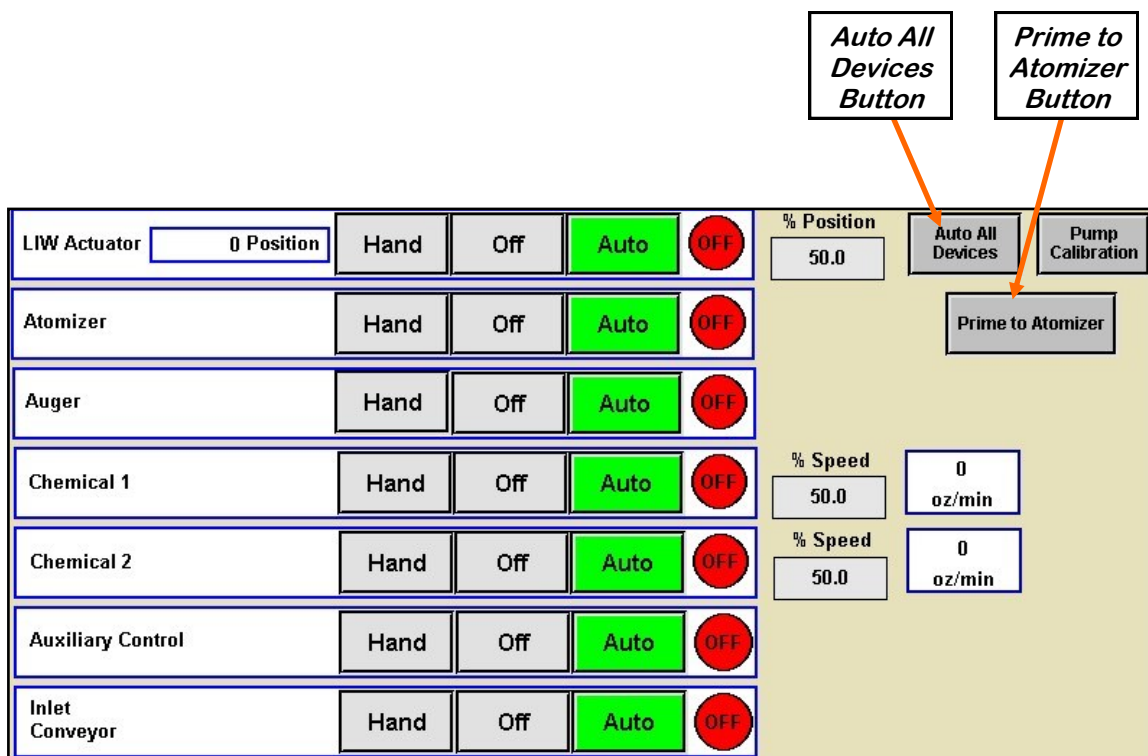 Auto All
Devices
Button
Prime to
Atomizer
Button
LIW Actuator 0 Position Hand Off Auto OFF
% Position
50.0
Auto All
Devices
Pump
Calibration
Atomizer Hand Off Auto OFF
Prime to Atomizer
Auger Hand Off Auto OFF
Chemical 1 Hand Off Auto OFF
% Speed
50.0
0
oz/min
Chemical 2 Hand Off Auto OFF
% Speed
50.0
0
oz/min
Auxiliary Control Hand Off Auto OFF
Inlet
Conveyor Hand Off Auto OFF